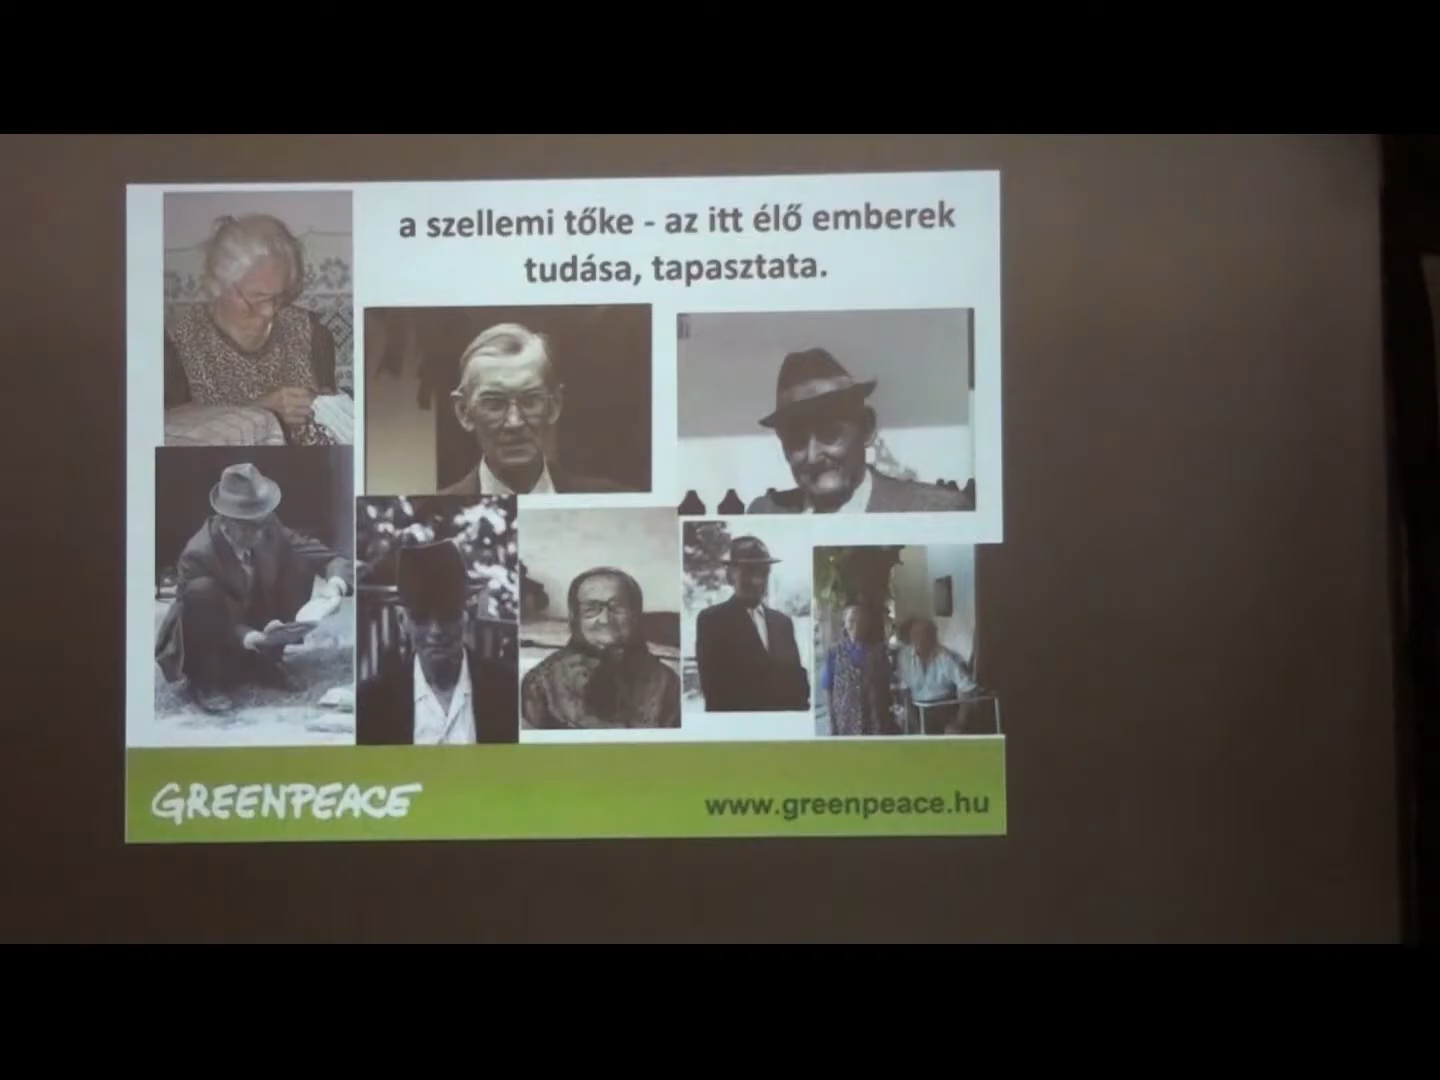 a szellemi tőke - az itt élő emberek
tudása, tapasztata.
GREENPEACE
www.greenpeace.hu